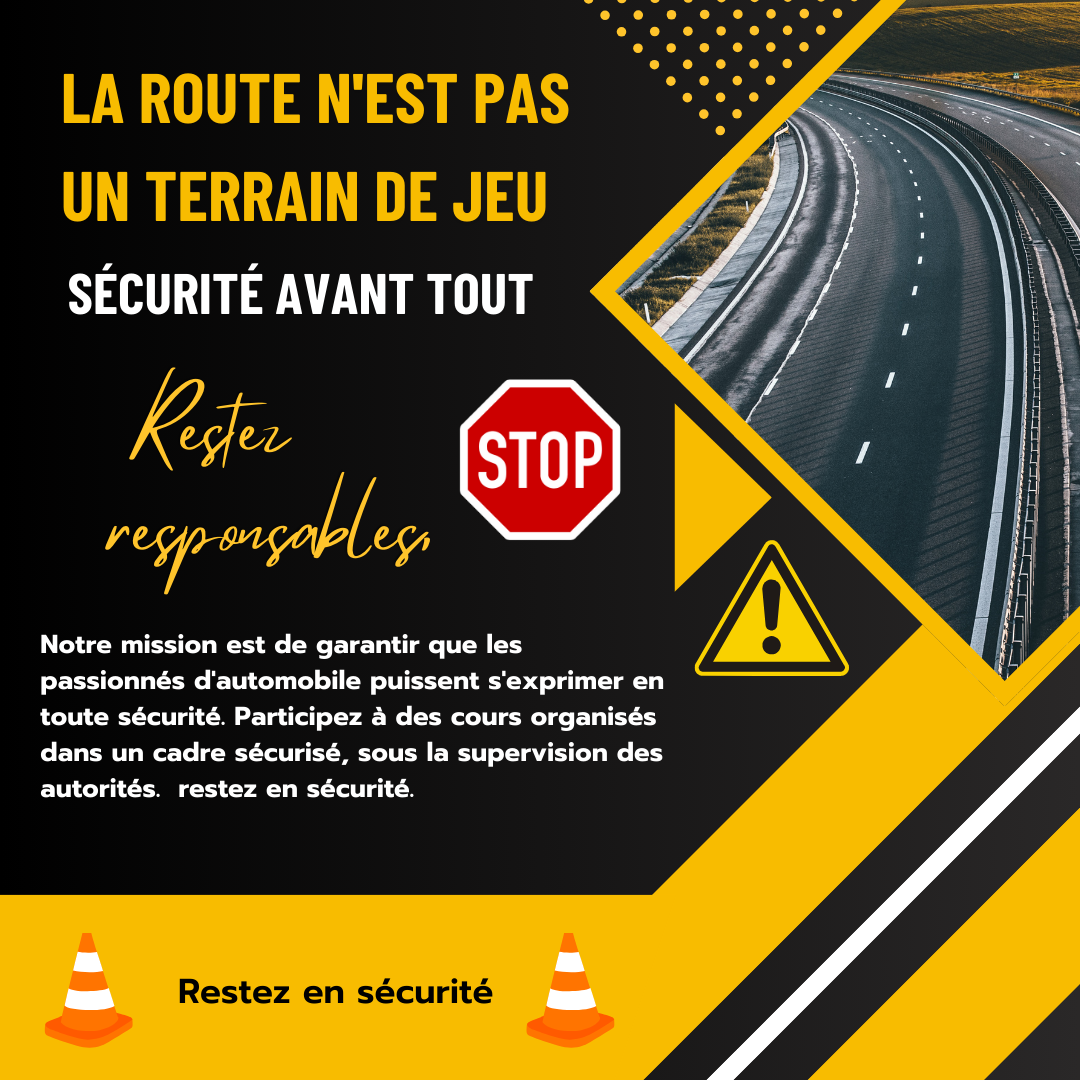 LA ROUTE N'EST PAS
UN TERRAIN DE JEU
SÉCURITÉ AVANT TOUT
Restez
responsables,
STOP
Notre mission est de garantir que les
passionnés d'automobile puissent s'exprimer en
toute sécurité. Participez à des cours organisés
dans un cadre sécurisé, sous la supervision des
autorités.  restez en sécurité.
Restez en sécurité